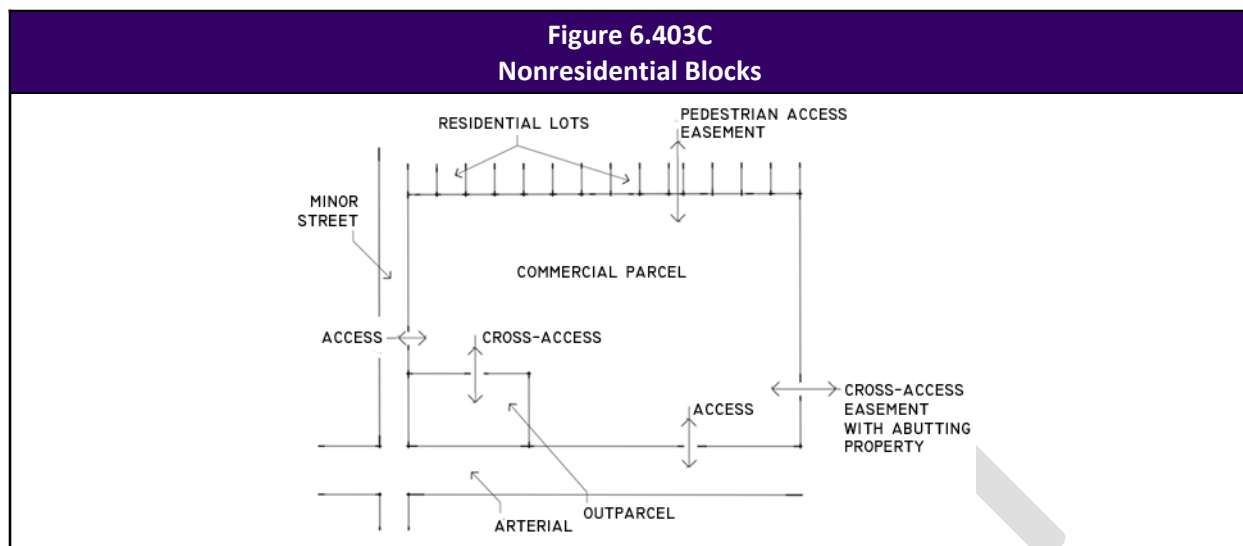 Figure 6.403C
Nonresidential Blocks
RESIDENTIAL LOTS
PEDESTRIAN ACCESS
EASEMENT
MINOR
STREET
COMMERCIAL PARCEL
ACCESS
CROSS-ACCESS
CROSS-ACCESS
EASEMENT
WITH ABUTTING
PROPERTY
ACCESS
OUTPARCEL
ARTERIAL